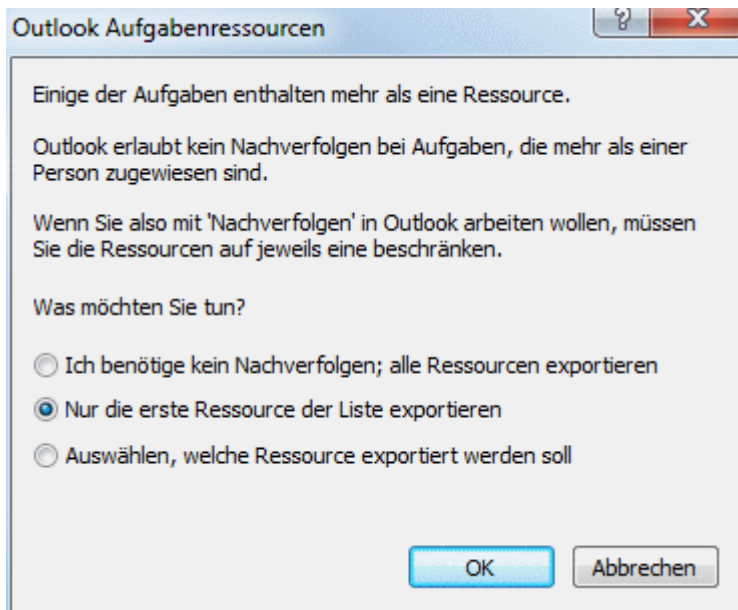 Outlook Aufgabenressourcen
Einige der Aufgaben enthalten mehr als eine Ressource.
Outlook erlaubt kein Nachverfolgen bei Aufgaben, die mehr als einer
Person zugewiesen sind.
Wenn Sie also mit 'Nachverfolgen' in Outlook arbeiten wollen, müssen
Sie die Ressourcen auf jeweils eine beschränken.
Was möchten Sie tun?
Ich benötige kein Nachverfolgen; alle Ressourcen exportieren
Nur die erste Ressource der Liste exportieren
Auswählen, welche Ressource exportiert werden soll
OK Abbrechen